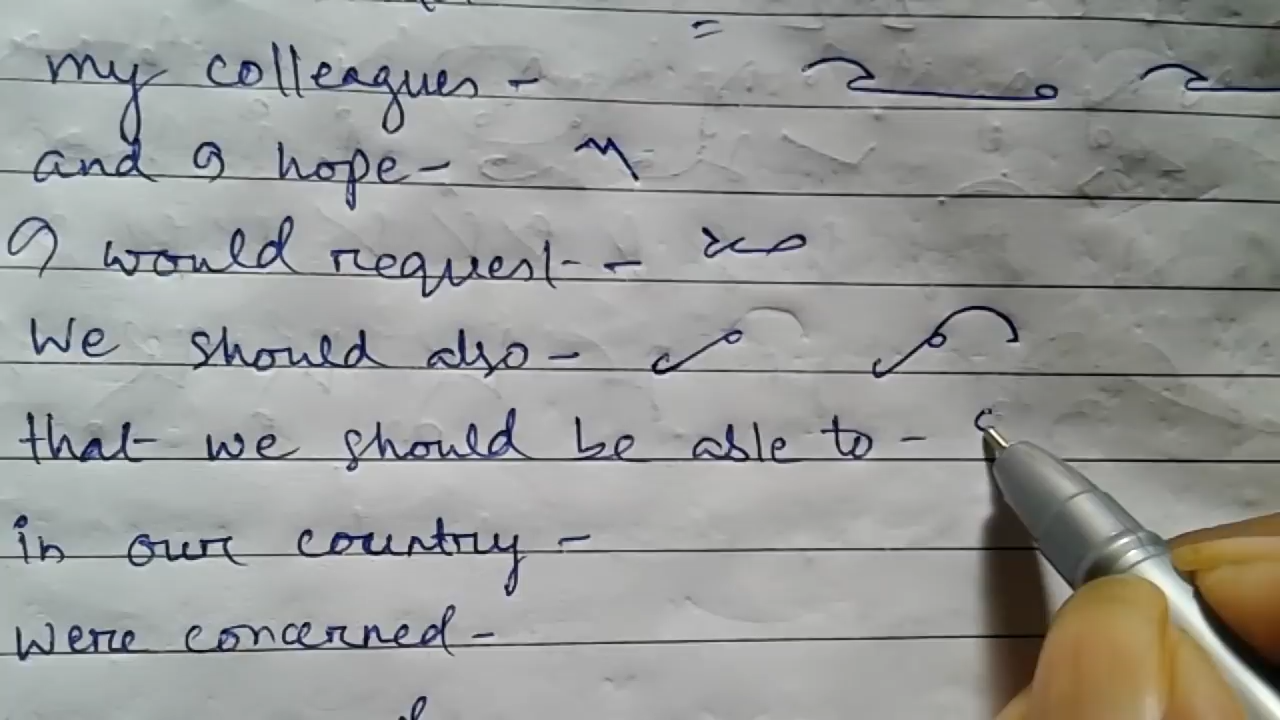 my colleagues -
and I hope -
I would request - -
We should also -
that we should be able to -
in our country -
were concerned -